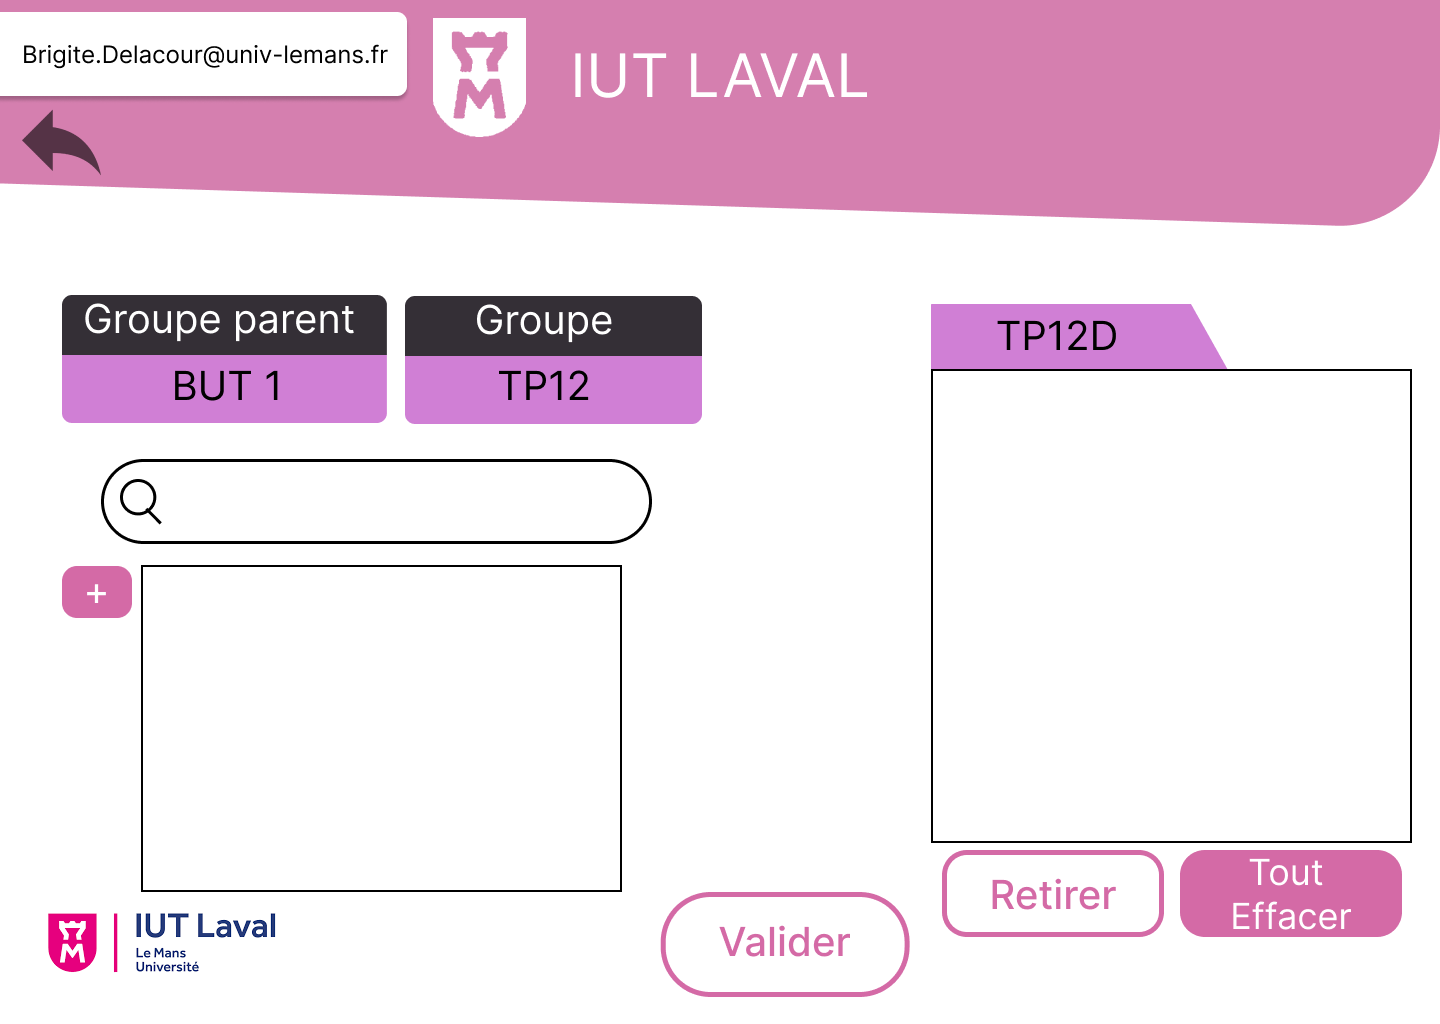 Brigite.Delacour@univ-lemans.fr
IUT LAVAL
Groupe parent
Groupe
BUT 1
TP12
TP12D
+
Retirer
Tout
Effacer
Valider
IUT Laval
Le Mans
Université